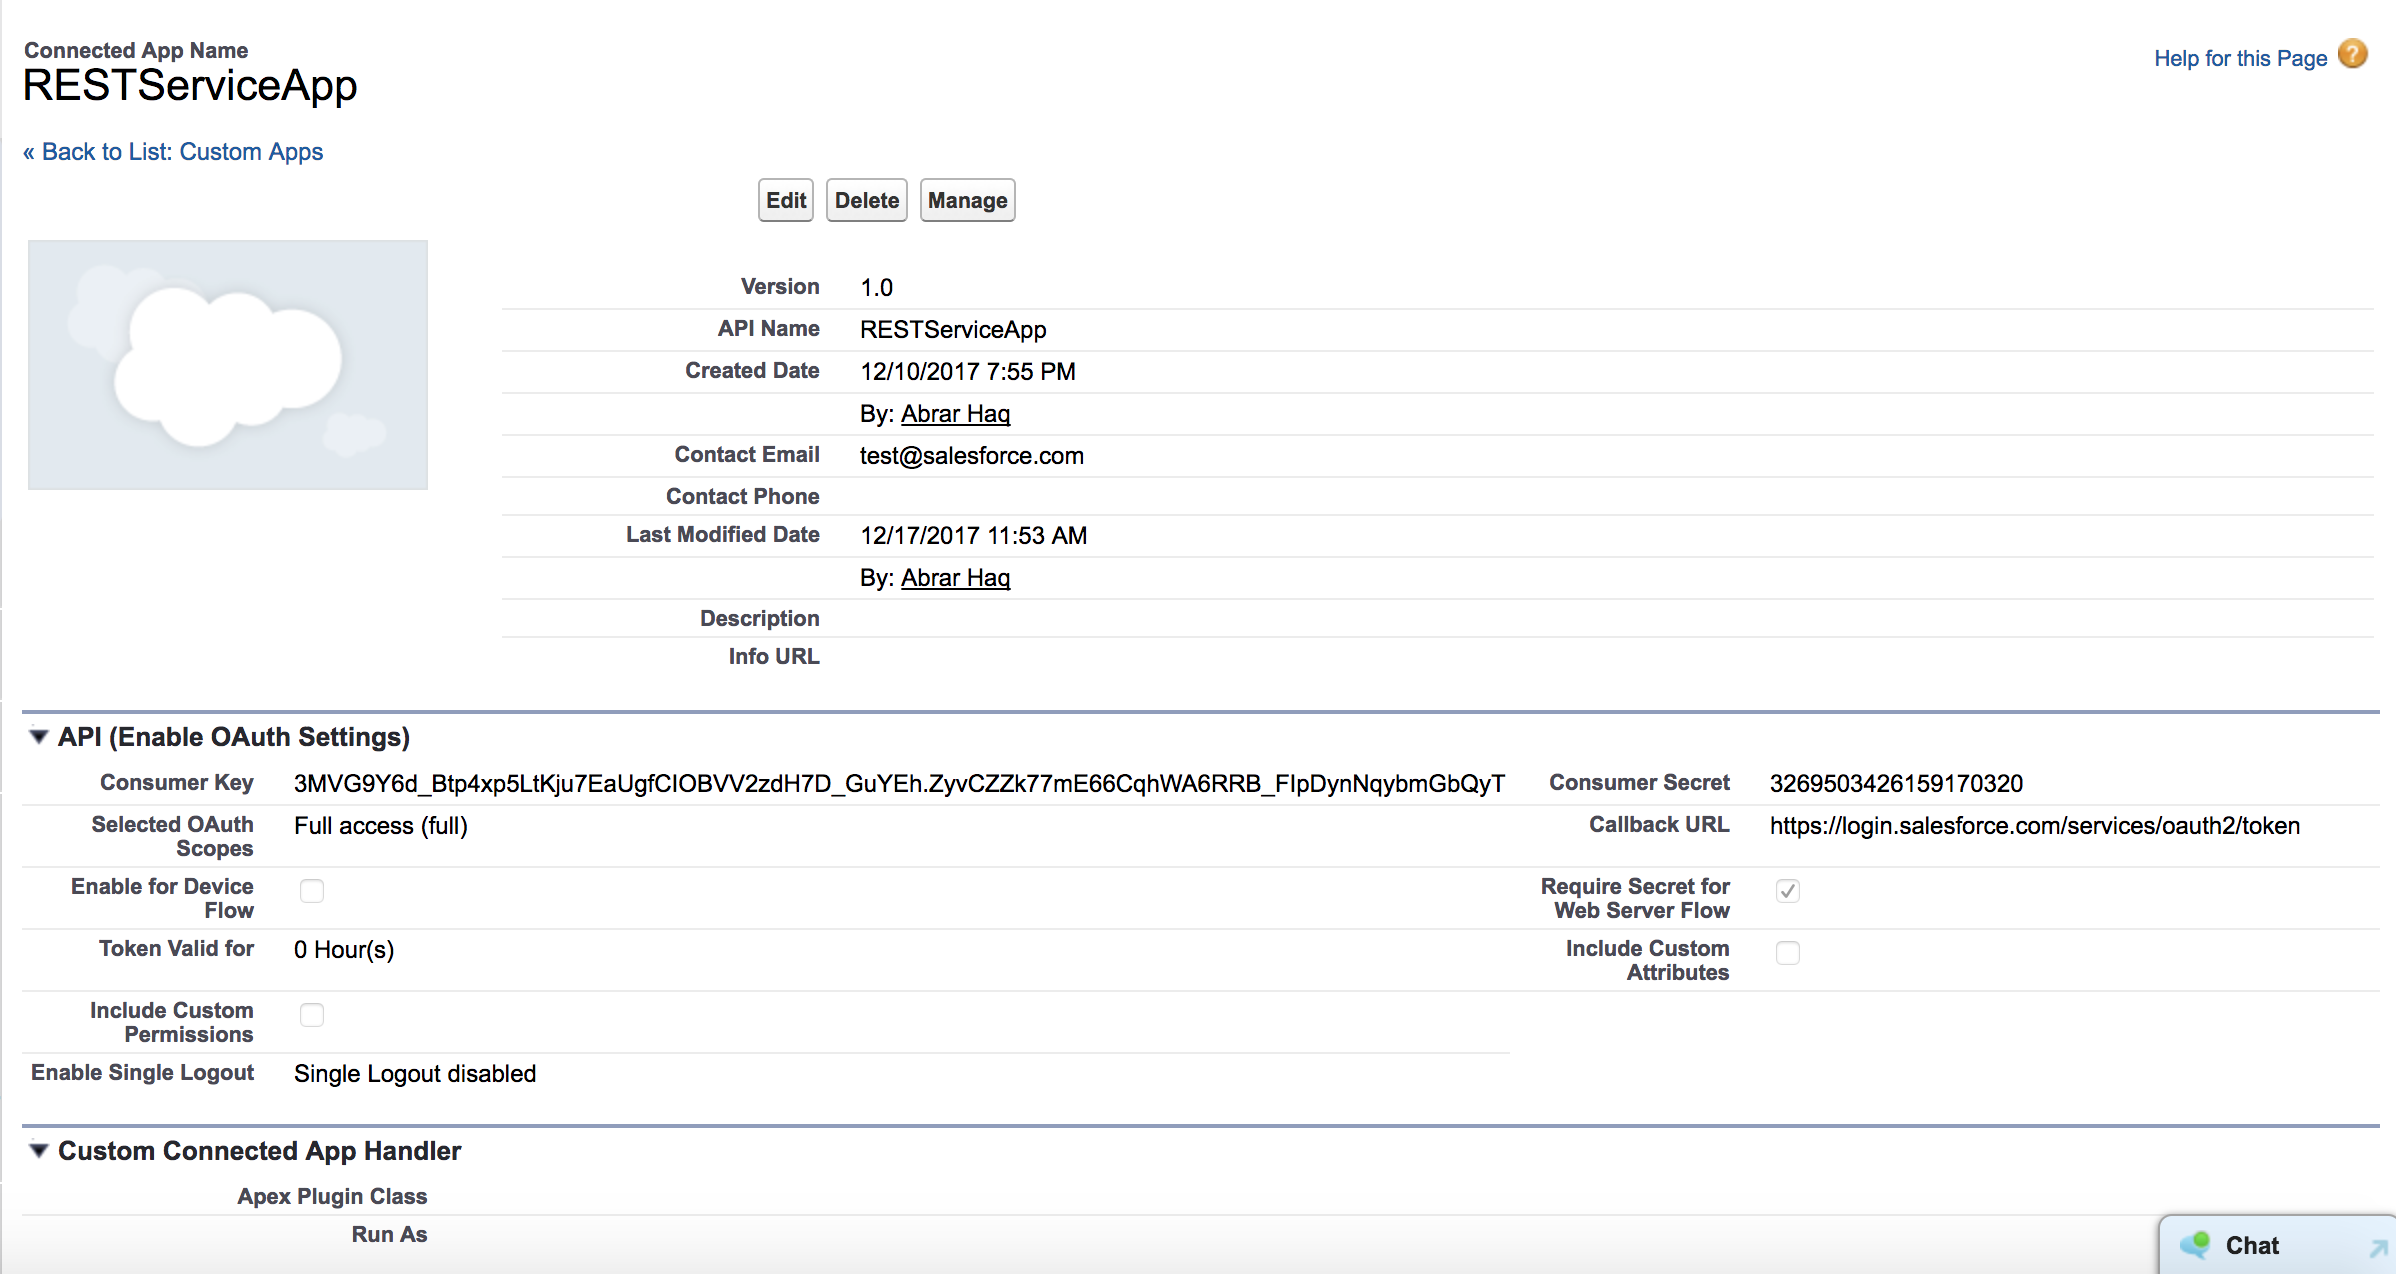 Connected App Name
RESTServiceApp
Help for this Page ?
« Back to List: Custom Apps
Edit Delete Manage
Version 1.0
API Name RESTServiceApp
Created Date 12/10/2017 7:55 PM
By: Abrar Haq
Contact Email test@salesforce.com
Contact Phone
Last Modified Date 12/17/2017 11:53 AM
By: Abrar Haq
Description
Info URL
API (Enable OAuth Settings)
Consumer Key 3MVG9Y6d_Btp4xp5LtKju7EaUgfCIOBVV2zdH7D_GuYEh.ZyvCZZk77mE66CqhWA6RRB_FIpDynNqybmGbQyT Consumer Secret 3269503426159170320
Selected OAuth Full access (full) Callback URL https://login.salesforce.com/services/oauth2/token
Scopes
Enable for Device Require Secret for
Flow Web Server Flow
Token Valid for 0 Hour(s) Include Custom
Attributes
Include Custom
Permissions
Enable Single Logout Single Logout disabled
Custom Connected App Handler
Apex Plugin Class
Run As
Chat